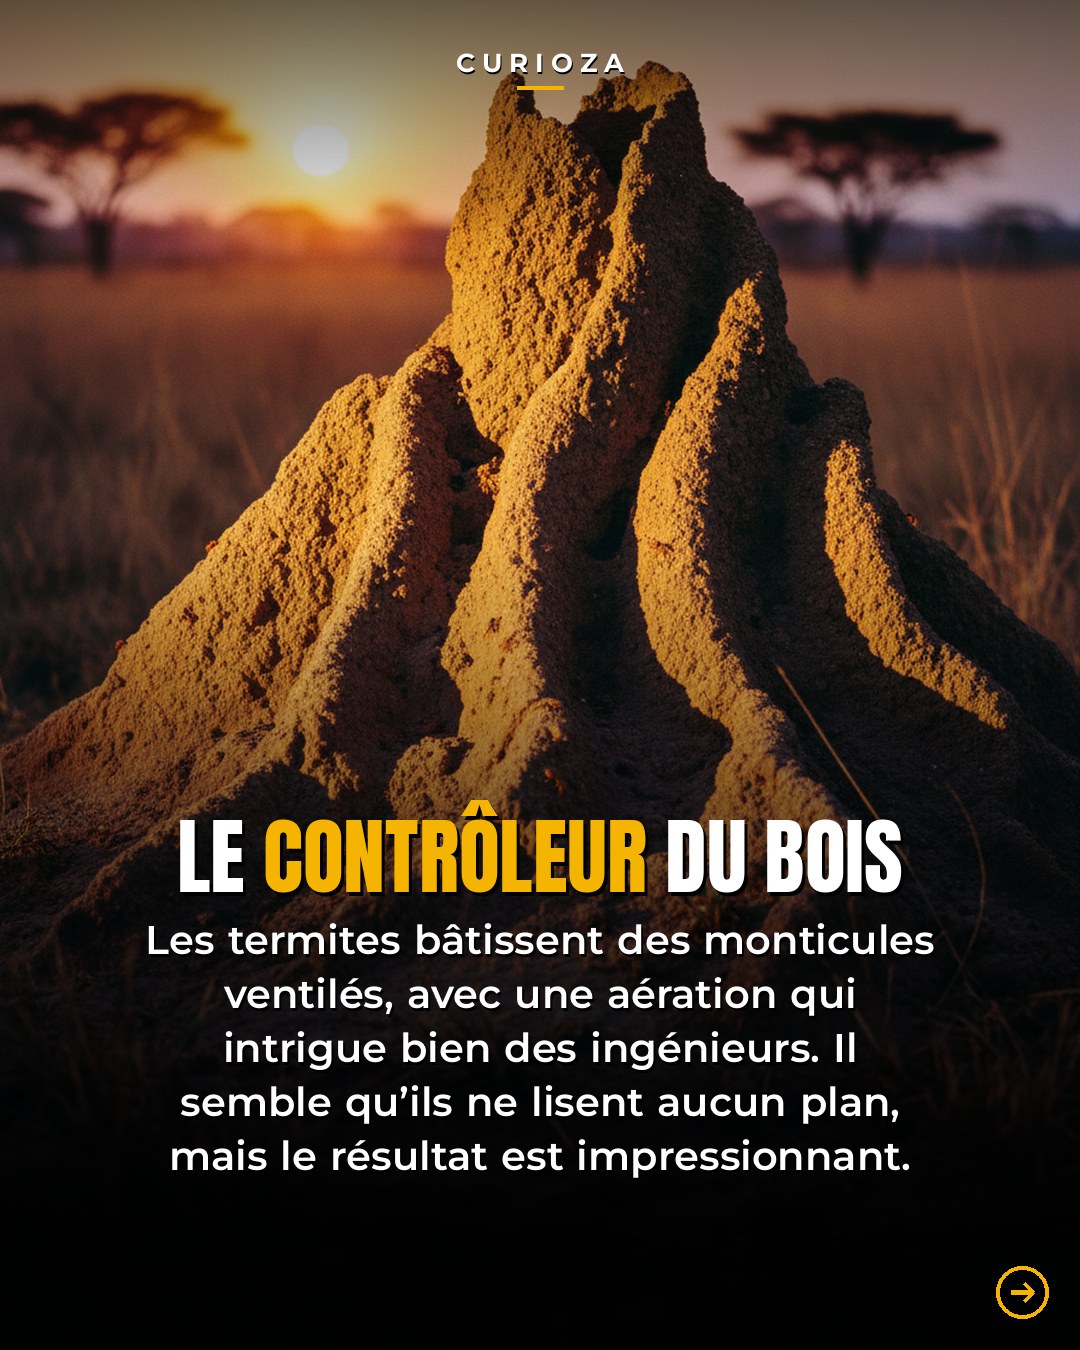 CURIOZA
LE CONTRÔLEUR DU BOIS
Les termites bâtissent des monticules
ventilés, avec une aération qui
intrigue bien des ingénieurs. Il
semble qu’ils ne lisent aucun plan,
mais le résultat est impressionnant.